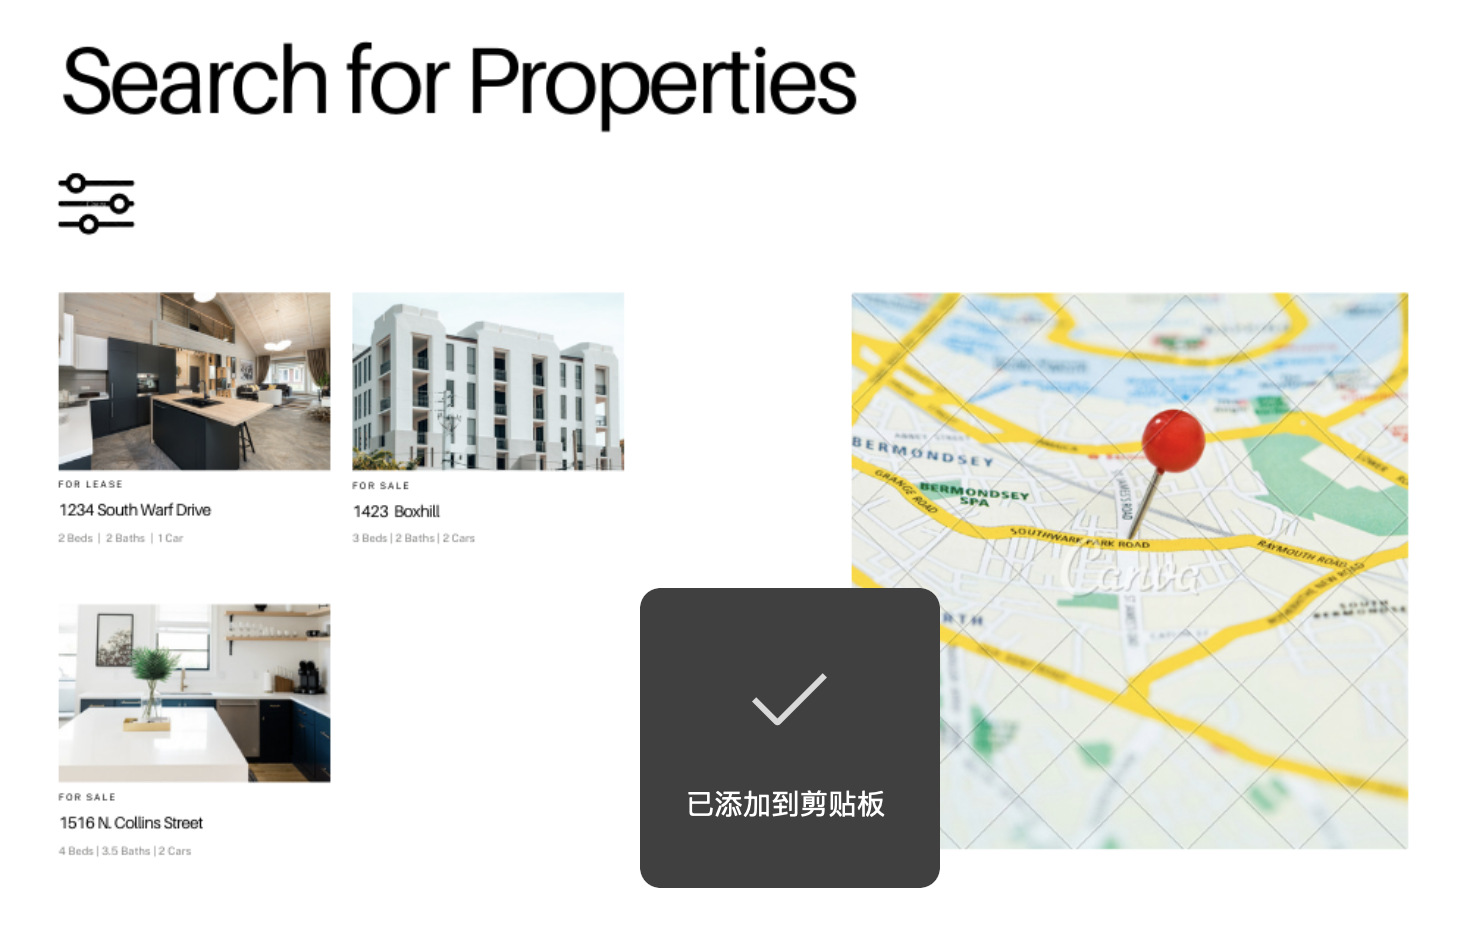 Search for Properties
FOR LEASE
1234 South Warf Drive
2 Beds | 2 Baths | 1 Car
FOR SALE
1423 Boxhill
3 Beds | 2 Baths | 2 Cars
FOR SALE
1516 N. Collins Street
4 Beds | 3.5 Baths | 2 Cars
BERMONDSEY
GRANGE ROAD
BERMONDSEY
SPA
JAMAICA
SOUTHWARK PARK ROAD
RAYMOUTH ROAD
Canva
已添加到剪贴板